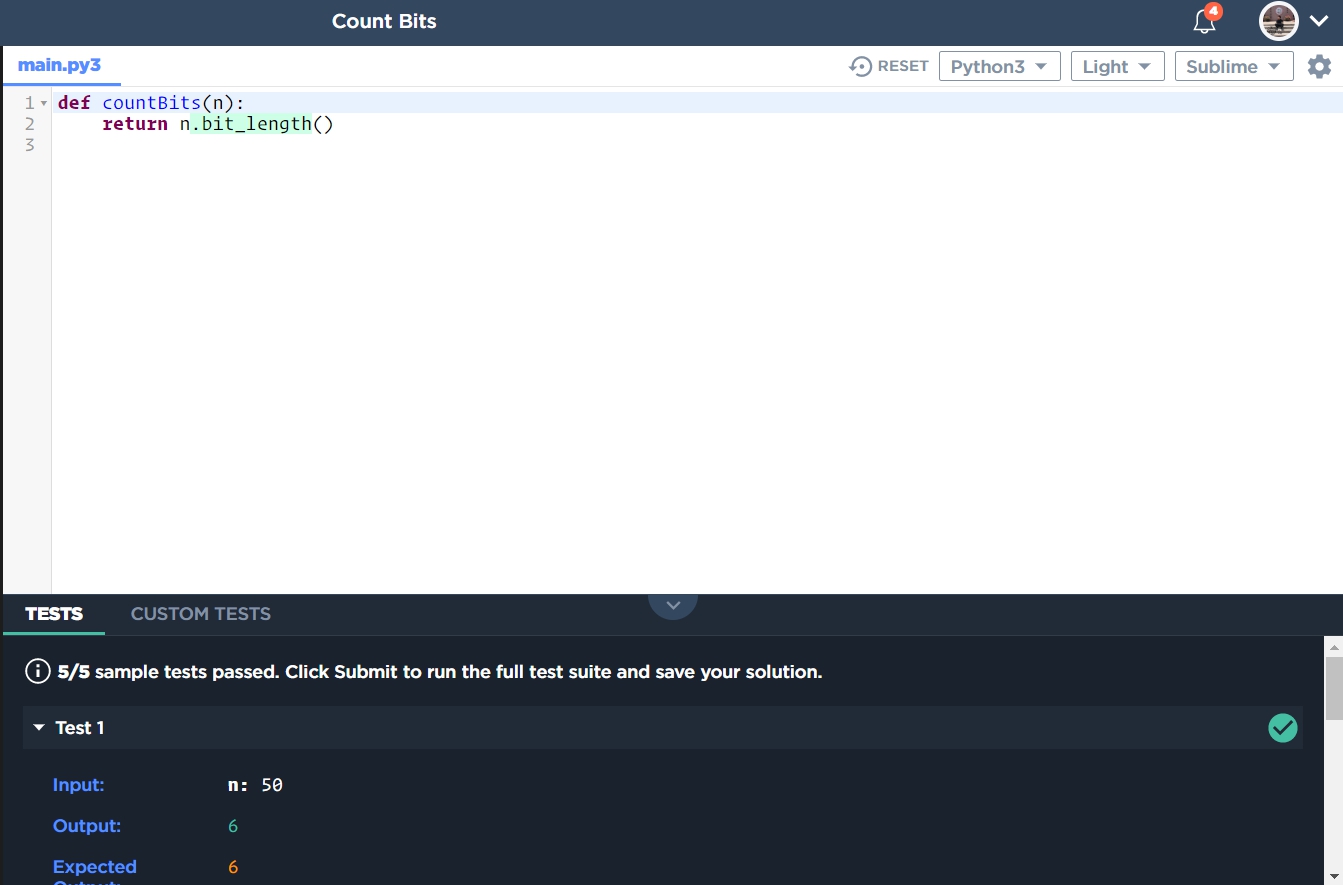 Count Bits
4
main.py3
RESET Python3 Light Sublime
1 def countBits(n):
2 return n.bit_length()
3
TESTS CUSTOM TESTS
5/5 sample tests passed. Click Submit to run the full test suite and save your solution.
Test 1
Input: n: 50
Output: 6
Expected 6
Output: